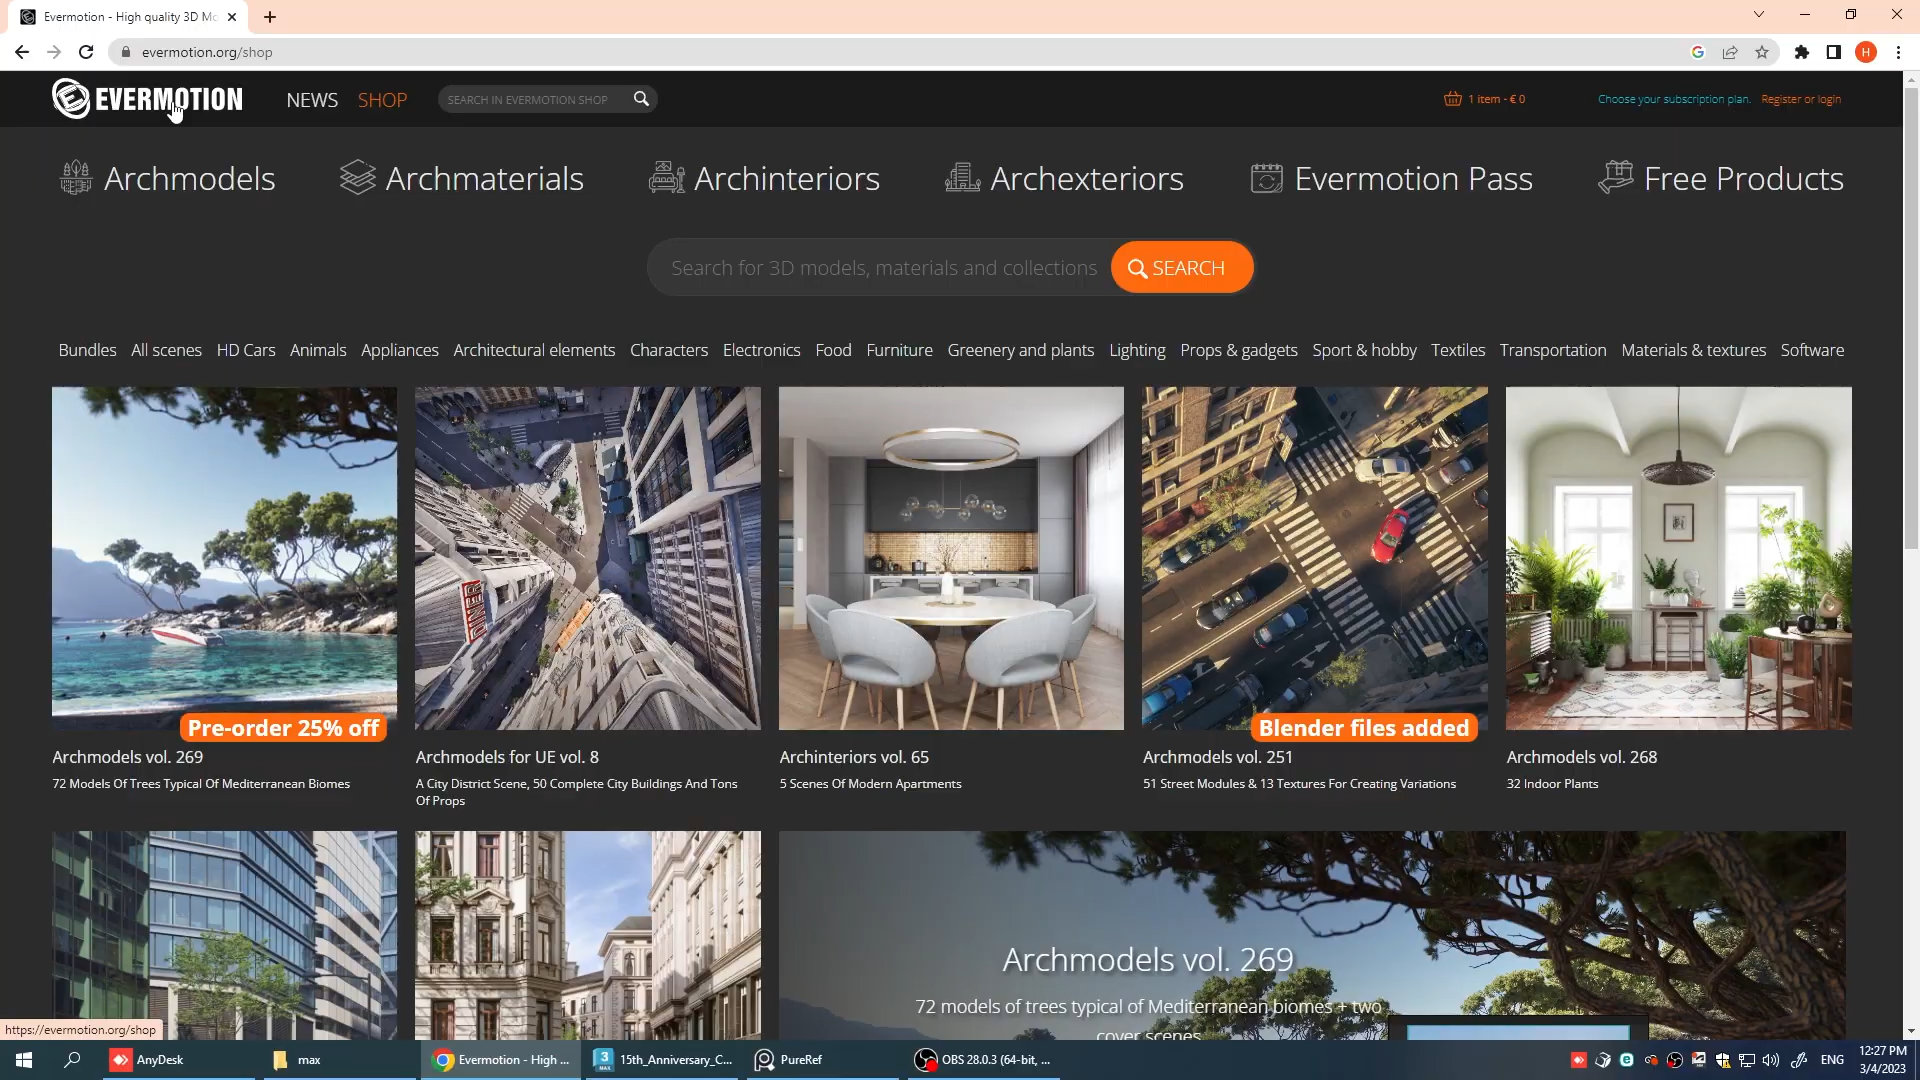 Evermotion - High quality 3D Mo
evermotion.org/shop
H
EVERMOTION
NEWS
SHOP
SEARCH IN EVERMOTION SHOP
1 item - € 0
Choose your subscription plan.
Register or login
Archmodels
Archmaterials
Archinteriors
Archexteriors
Evermotion Pass
Free Products
Search for 3D models, materials and collections
SEARCH
Bundles
All scenes
HD Cars
Animals
Appliances
Architectural elements
Characters
Electronics
Food
Furniture
Greenery and plants
Lighting
Props & gadgets
Sport & hobby
Textiles
Transportation
Materials & textures
Software
Pre-order 25% off
Archmodels vol. 269
72 Models Of Trees Typical Of Mediterranean Biomes
Archmodels for UE vol. 8
A City District Scene, 50 Complete City Buildings And Tons
Of Props
Archinteriors vol. 65
5 Scenes Of Modern Apartments
Blender files added
Archmodels vol. 251
51 Street Modules & 13 Textures For Creating Variations
Archmodels vol. 268
32 Indoor Plants
Archmodels vol. 269
72 models of trees typical of Mediterranean biomes + two
cover scenes
https://evermotion.org/shop
AnyDesk
max
Evermotion - High ...
15th_Anniversary_C...
PureRef
OBS 28.0.3 (64-bit, ...
ENG
12:27 PM
3/4/2023